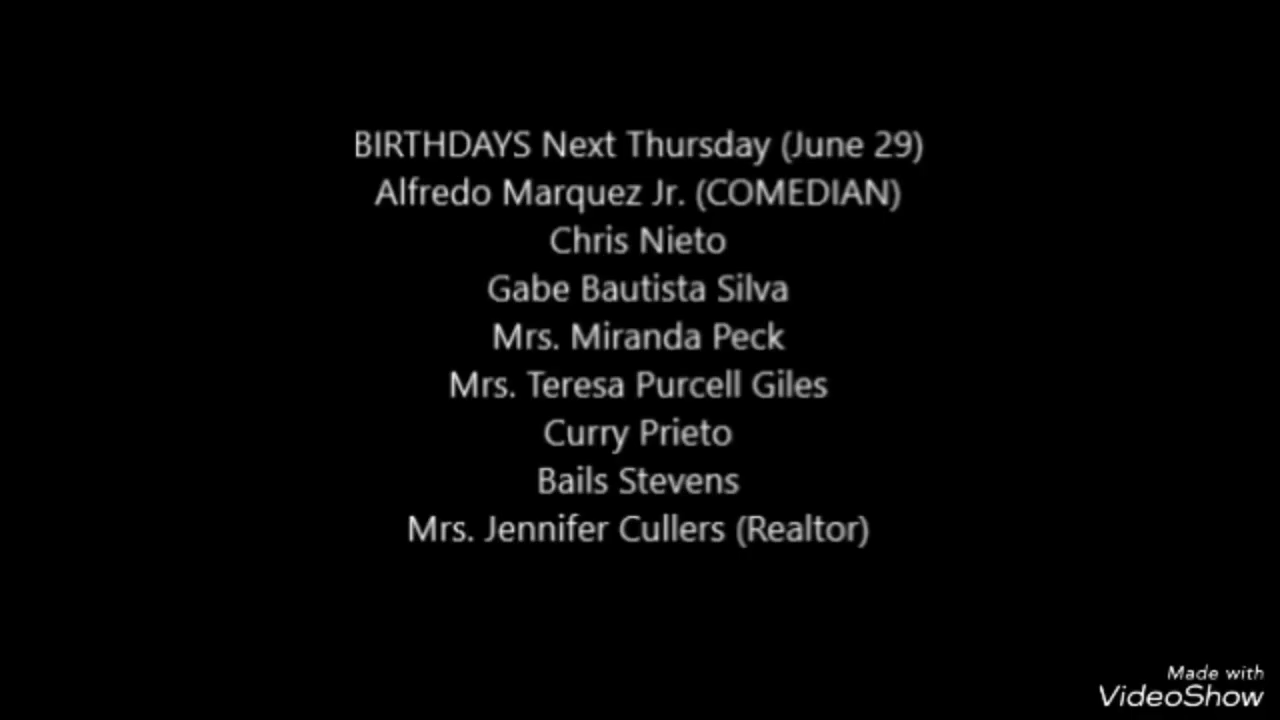 BIRTHDAYS Next Thursday (June 29)
Alfredo Marquez Jr. (COMEDIAN)
Chris Nieto
Gabe Bautista Silva
Mrs. Miranda Peck
Mrs. Teresa Purcell Giles
Curry Prieto
Bails Stevens
Mrs. Jennifer Cullers (Realtor)
Made with
VideoShow